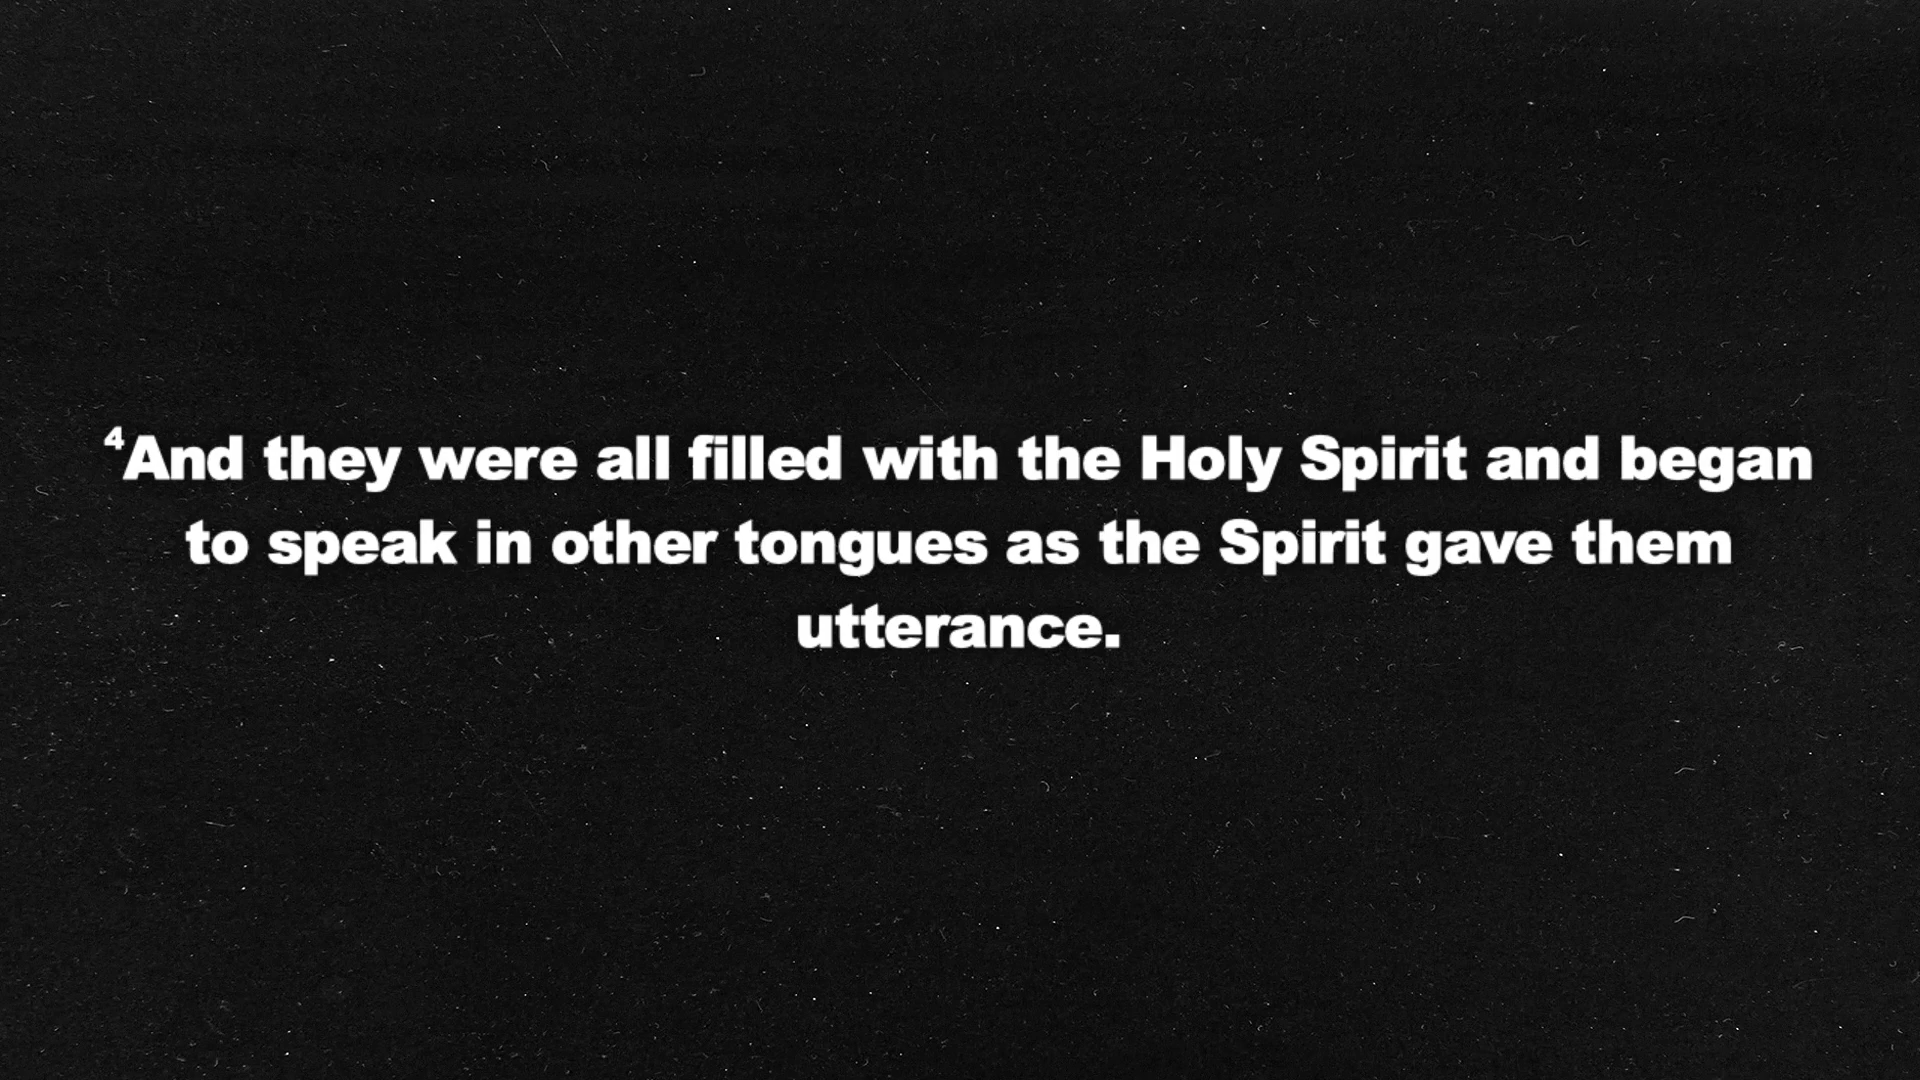 ⁴And they were all filled with the Holy Spirit and began
to speak in other tongues as the Spirit gave them
utterance.